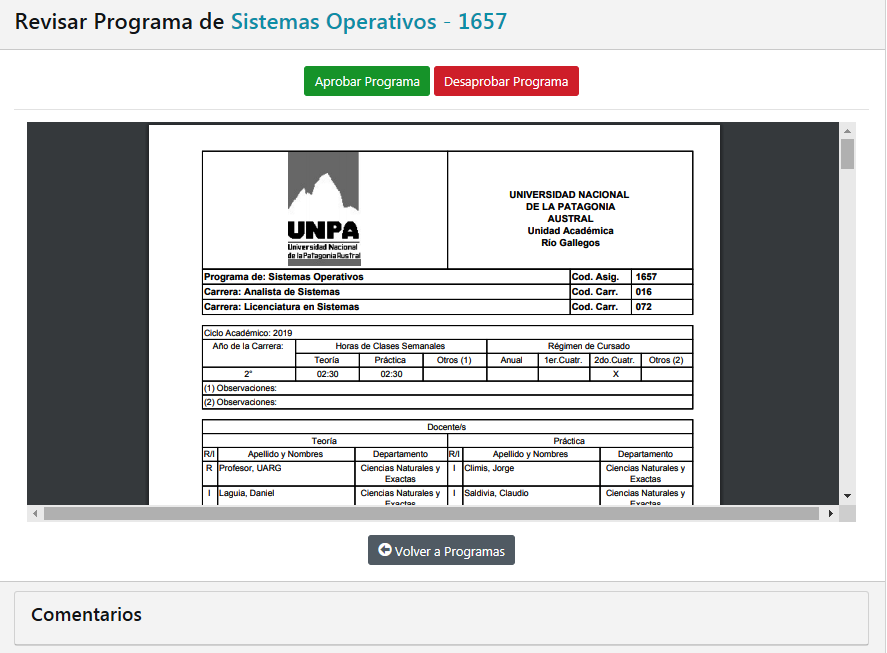 Revisar Programa de Sistemas Operativos - 1657
Aprobar Programa Desaprobar Programa
UNPA
Universidad Nacional
de la Patagonia Austral
UNIVERSIDAD NACIONAL
DE LA PATAGONIA
AUSTRAL
Unidad Académica
Río Gallegos
Programa de: Sistemas Operativos Cod. Asig. 1657
Carrera: Analista de Sistemas Cod. Carr. 016
Carrera: Licenciatura en Sistemas Cod. Carr. 072
Ciclo Académico: 2019
Año de la Carrera: Horas de Clases Semanales Régimen de Cursado
Teoría Práctica Otros (1) Anual 1er.Cuatr. 2do.Cuatr. Otros (2)
2° 02:30 02:30 X
(1) Observaciones:
(2) Observaciones:
Docente/s
Teoría Práctica
R/I Apellido y Nombres Departamento R/I Apellido y Nombres Departamento
R Profesor, UARG Ciencias Naturales y I Climis, Jorge Ciencias Naturales y
Exactas Exactas
I Laguia, Daniel Ciencias Naturales y I Saldivia, Claudio Ciencias Naturales y
Exactas Exactas
Volver a Programas
Comentarios